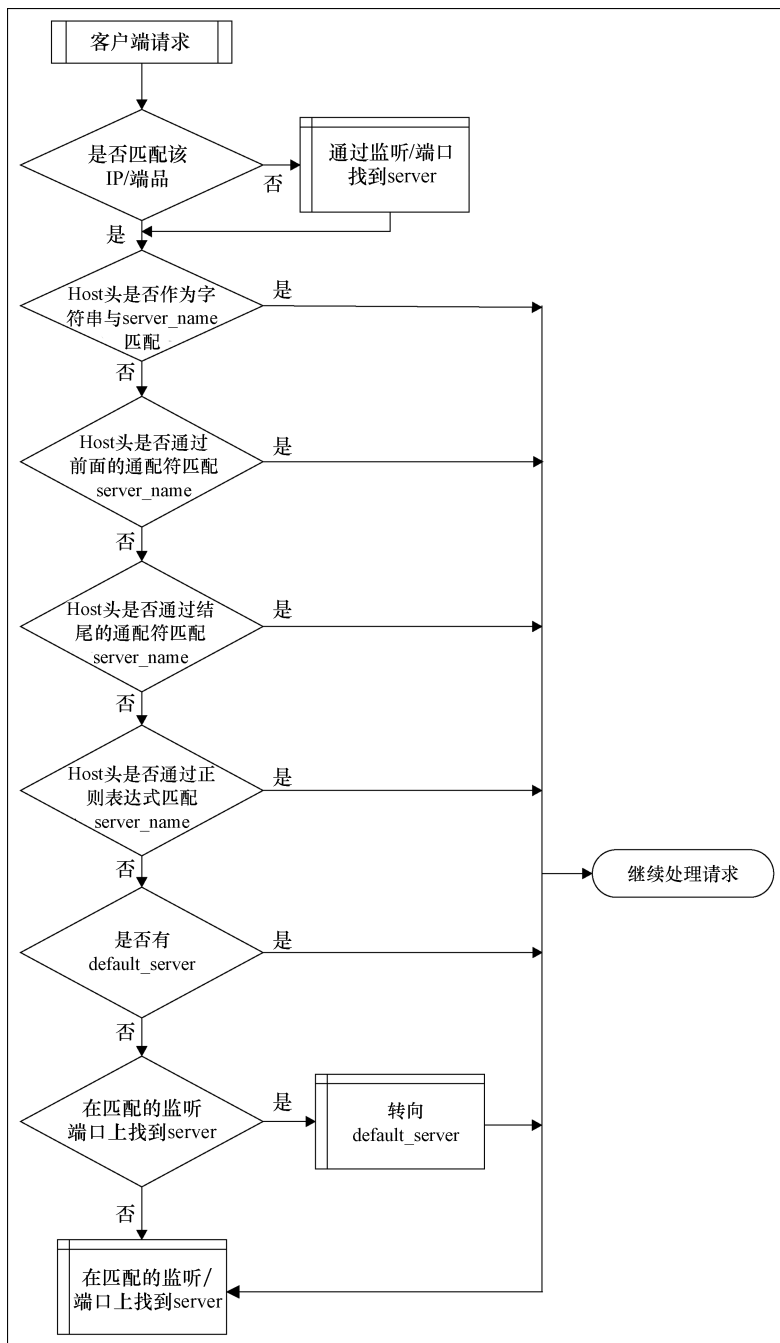 客户端请求
是否匹配该
IP/端品
否
通过监听/端口
找到server
是
Host头是否作为字
符串与server_name
匹配
是
否
Host头是否通过
前面的通配符匹配
server_name
是
否
Host头是否通过结
尾的通配符匹配
server_name
是
否
Host头是否通过正
则表达式匹配
server_name
是
否
继续处理请求
是否有
default_server
是
否
在匹配的监听
端口上找到server
是
转向
default_server
否
在匹配的监听/
端口上找到server